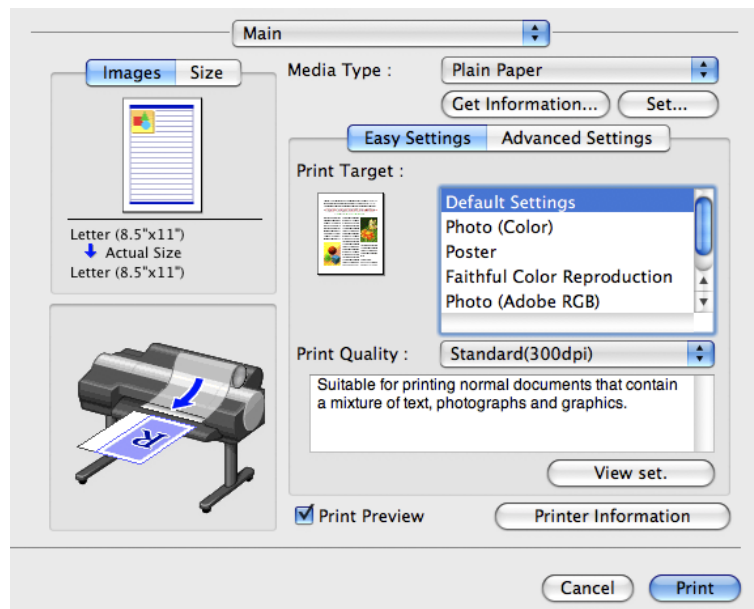 Main
Images Size
Letter (8.5"x11")
Actual Size
Letter (8.5"x11")
Media Type : Plain Paper
Get Information... Set...
Easy Settings Advanced Settings
Print Target :
Default Settings
Photo (Color)
Poster
Faithful Color Reproduction
Photo (Adobe RGB)
Print Quality : Standard(300dpi)
Suitable for printing normal documents that contain
a mixture of text, photographs and graphics.
View set.
R
Print Preview Printer Information
Cancel Print